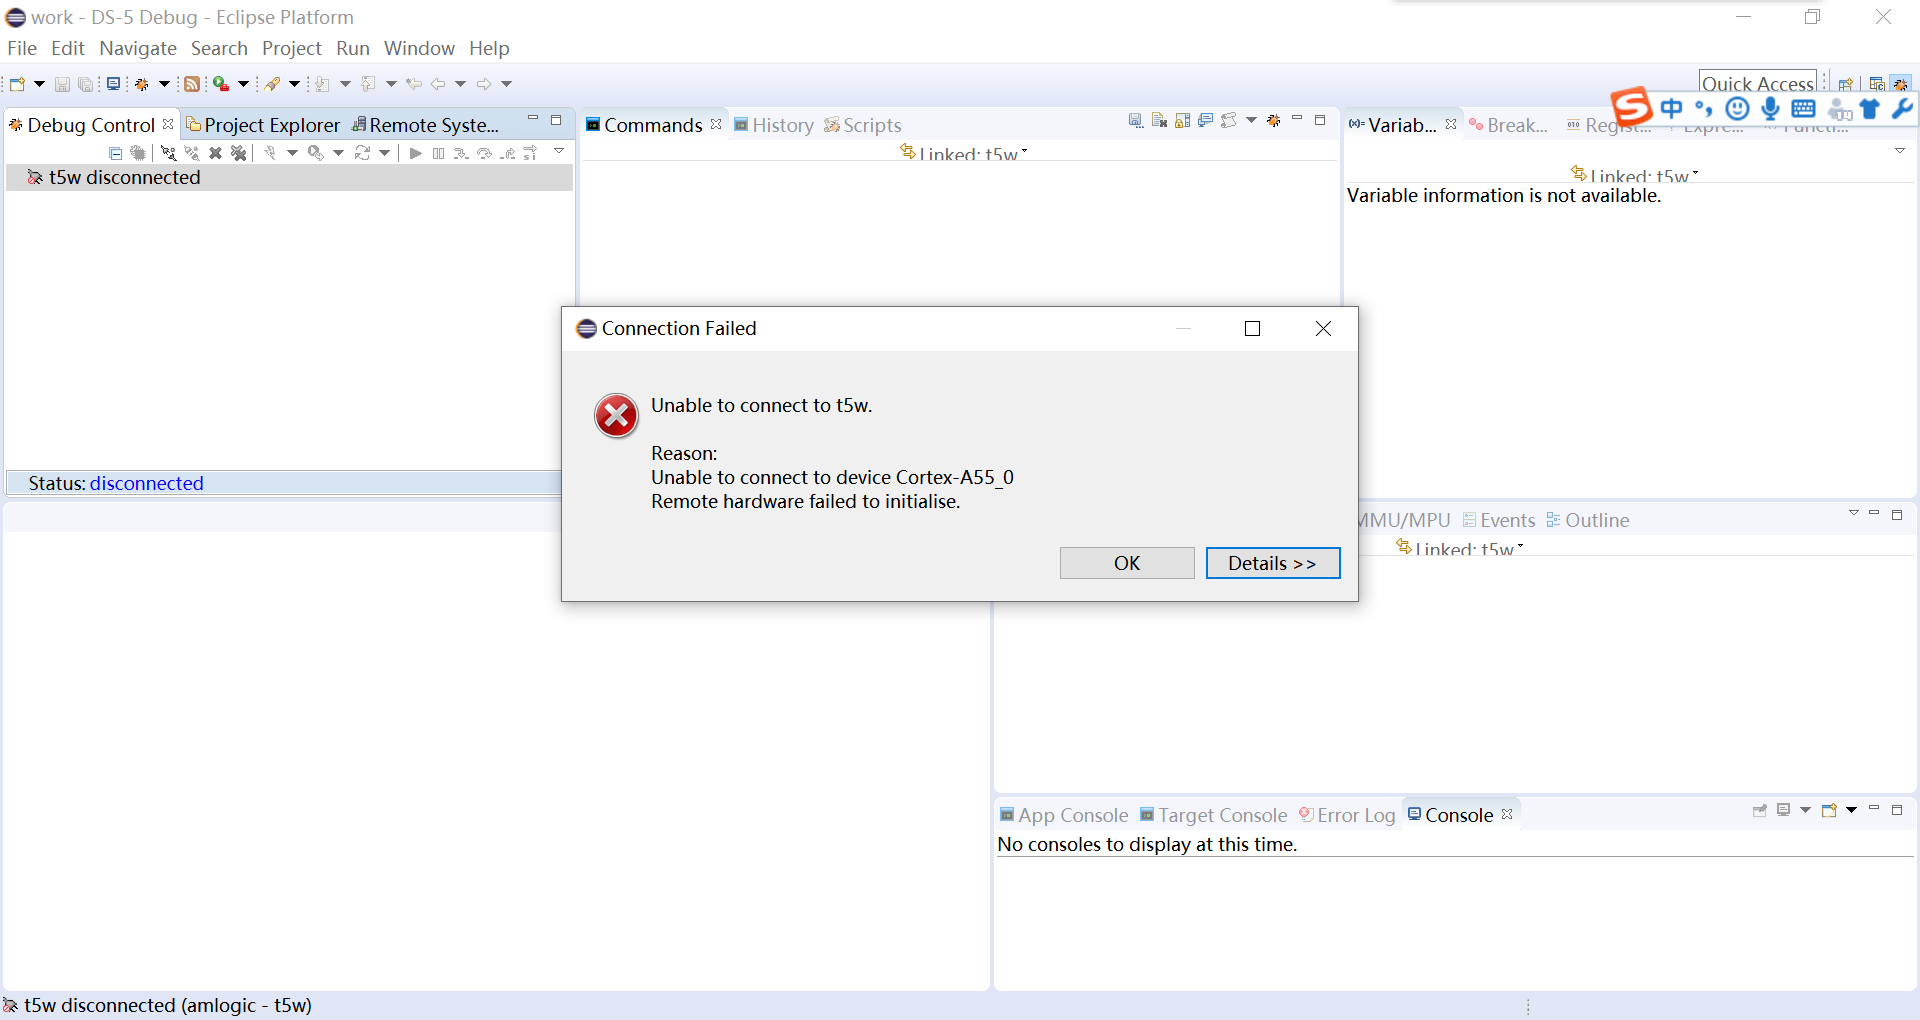 work - DS-5 Debug - Eclipse Platform
File Edit Navigate Search Project Run Window Help
Quick Access
中
Debug Control Project Explorer Remote Syste...
Commands History Scripts
Variab... Break...
t5w disconnected
Linked: t5w
Linked: t5w
Variable information is not available.
Connection Failed
Unable to connect to t5w.
Reason:
Unable to connect to device Cortex-A55_0
Remote hardware failed to initialise.
OK Details >>
Status: disconnected
MMU/MPU Events Outline
Linked: t5w
App Console Target Console Error Log Console
No consoles to display at this time.
t5w disconnected (amlogic - t5w)